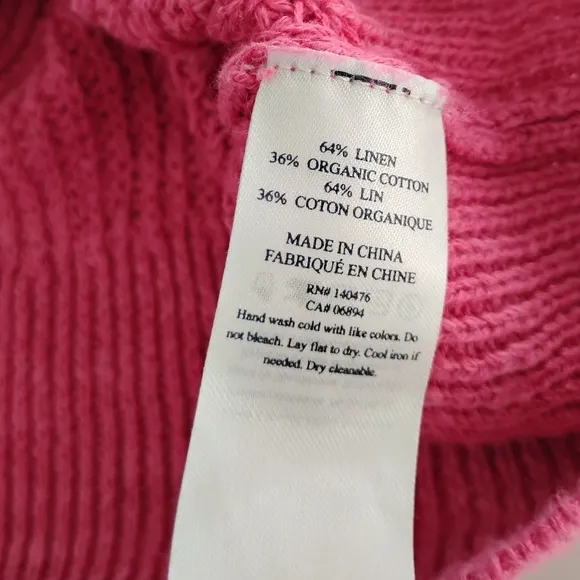 64% LINEN
36% ORGANIC COTTON
64% LIN
36% COTON ORGANIQUE
MADE IN CHINA
FABRIQUÉ EN CHINE
RN# 140476
CA# 06894
Hand wash cold with like colors. Do
not bleach. Lay flat to dry. Cool iron if
needed. Dry cleanable.